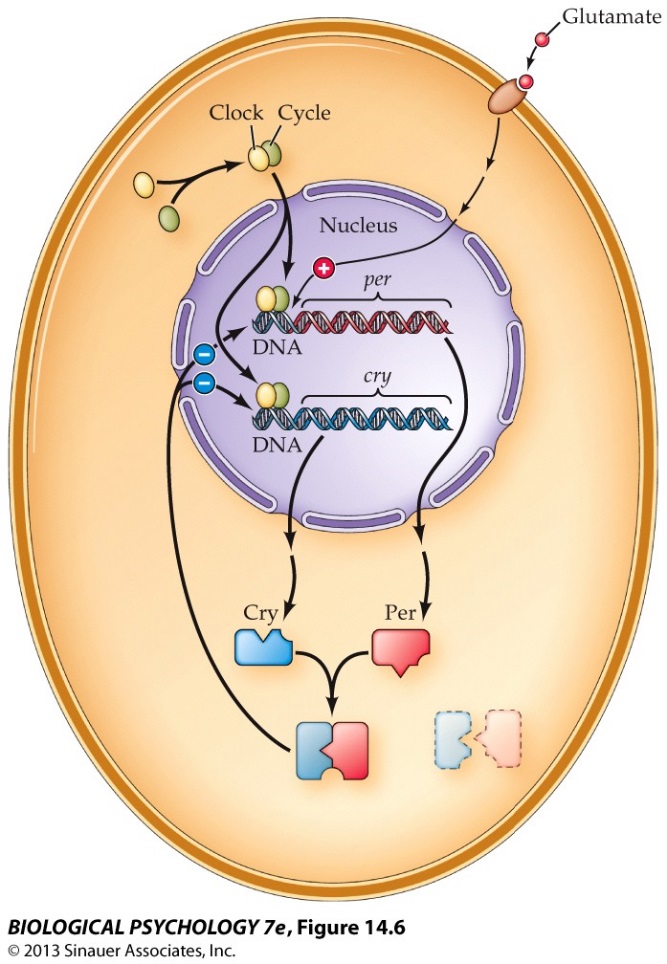 Glutamate
Clock Cycle
Nucleus
+
per
DNA
−
−
cry
DNA
Cry Per
BIOLOGICAL PSYCHOLOGY 7e, Figure 14.6
© 2013 Sinauer Associates, Inc.